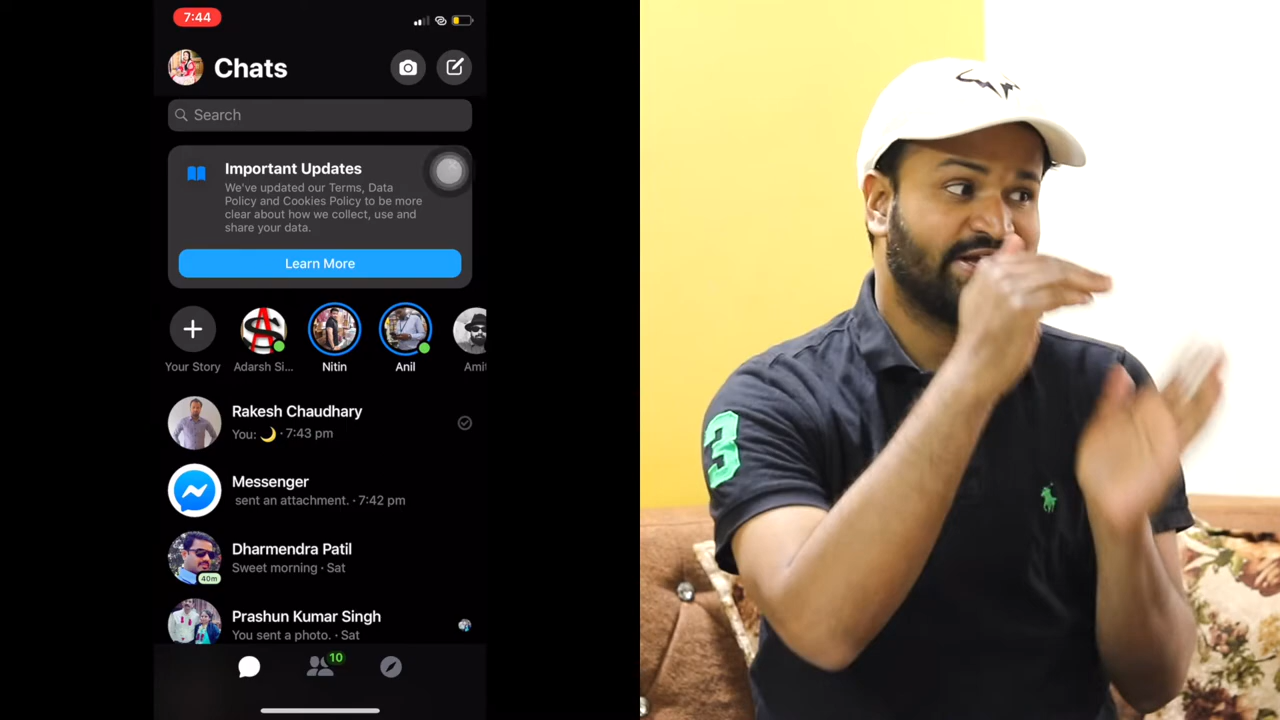 7:44
Chats
Search
Important Updates
We've updated our Terms, Data
Policy and Cookies Policy to be more
clear about how we collect, use and
share your data.
Learn More
Your Story
Adarsh Si...
Nitin
Anil
Amit
Rakesh Chaudhary
You: 🌙 · 7:43 pm
Messenger
sent an attachment. · 7:42 pm
Dharmendra Patil
Sweet morning · Sat
40m
Prashun Kumar Singh
You sent a photo. · Sat
10
3